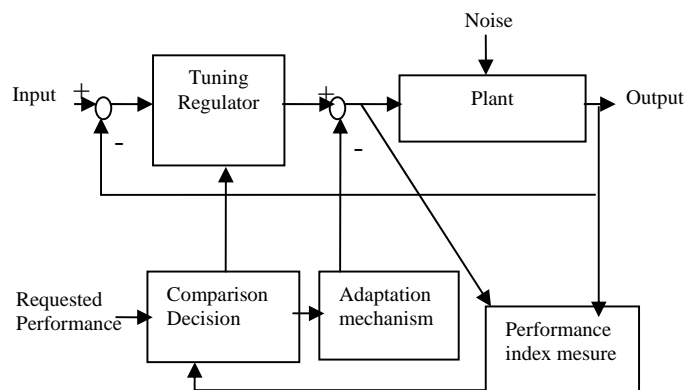 Noise
Input
+
Tuning
Regulator
+
Plant
Output
-
-
Requested
Performance
Comparison
Decision
Adaptation
mechanism
Performance
index mesure